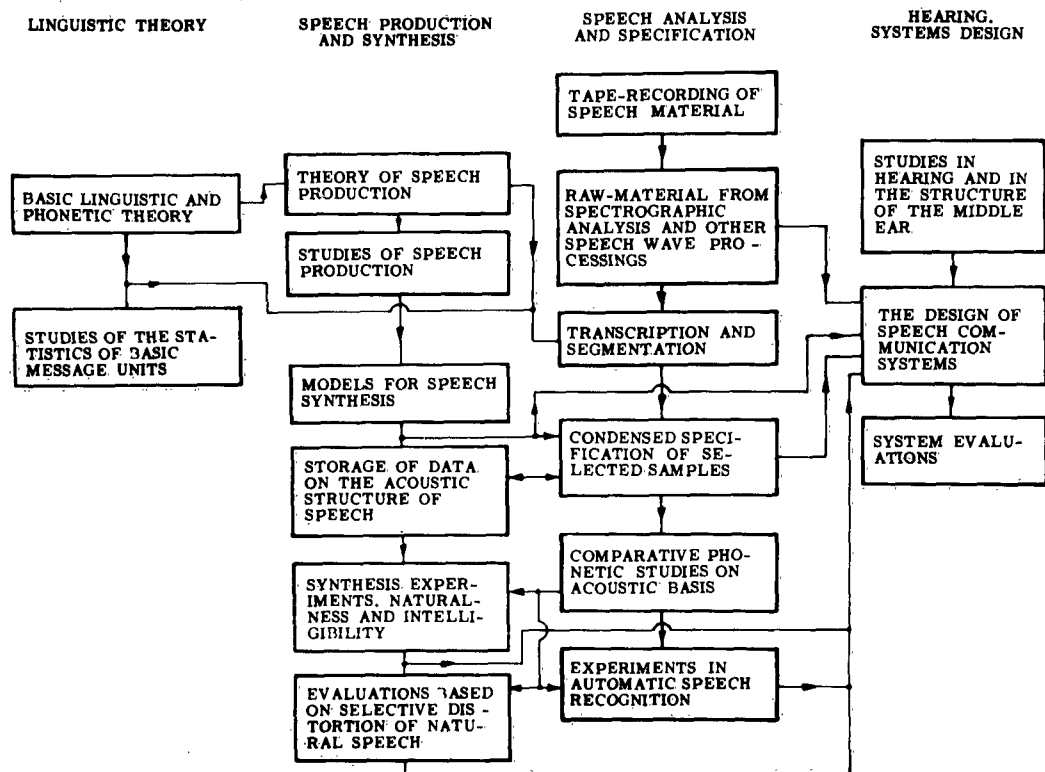 LINGUISTIC THEORY
SPEECH PRODUCTION
AND SYNTHESIS
SPEECH ANALYSIS
AND SPECIFICATION
HEARING.
SYSTEMS DESIGN
BASIC LINGUISTIC AND
PHONETIC THEORY
STUDIES OF THE STA-
TISTICS OF BASIC
MESSAGE UNITS
THEORY OF SPEECH
PRODUCTION
STUDIES OF SPEECH
PRODUCTION
MODELS FOR SPEECH
SYNTHESIS
STORAGE OF DATA
ON THE ACOUSTIC
STRUCTURE OF
SPEECH
SYNTHESIS EXPER-
IMENTS. NATURAL-
NESS AND INTELLI-
GIBILITY
EVALUATIONS BASED
ON SELECTIVE DIS-
TORTION OF NATU-
RAL SPEECH
TAPE-RECORDING OF
SPEECH MATERIAL
RAW-MATERIAL FROM
SPECTROGRAPHIC
ANALYSIS AND OTHER
SPEECH WAVE PRO-
CESSINGS
TRANSCRIPTION AND
SEGMENTATION
CONDENSED SPECI-
FICATION OF SE-
LECTED SAMPLES
COMPARATIVE PHO-
NETIC STUDIES ON
ACOUSTIC BASIS
EXPERIMENTS IN
AUTOMATIC SPEECH
RECOGNITION
STUDIES IN
HEARING AND IN
THE STRUCTURE
OF THE MIDDLE
EAR
THE DESIGN OF
SPEECH COM-
MUNICATION
SYSTEMS
SYSTEM EVALU-
ATIONS